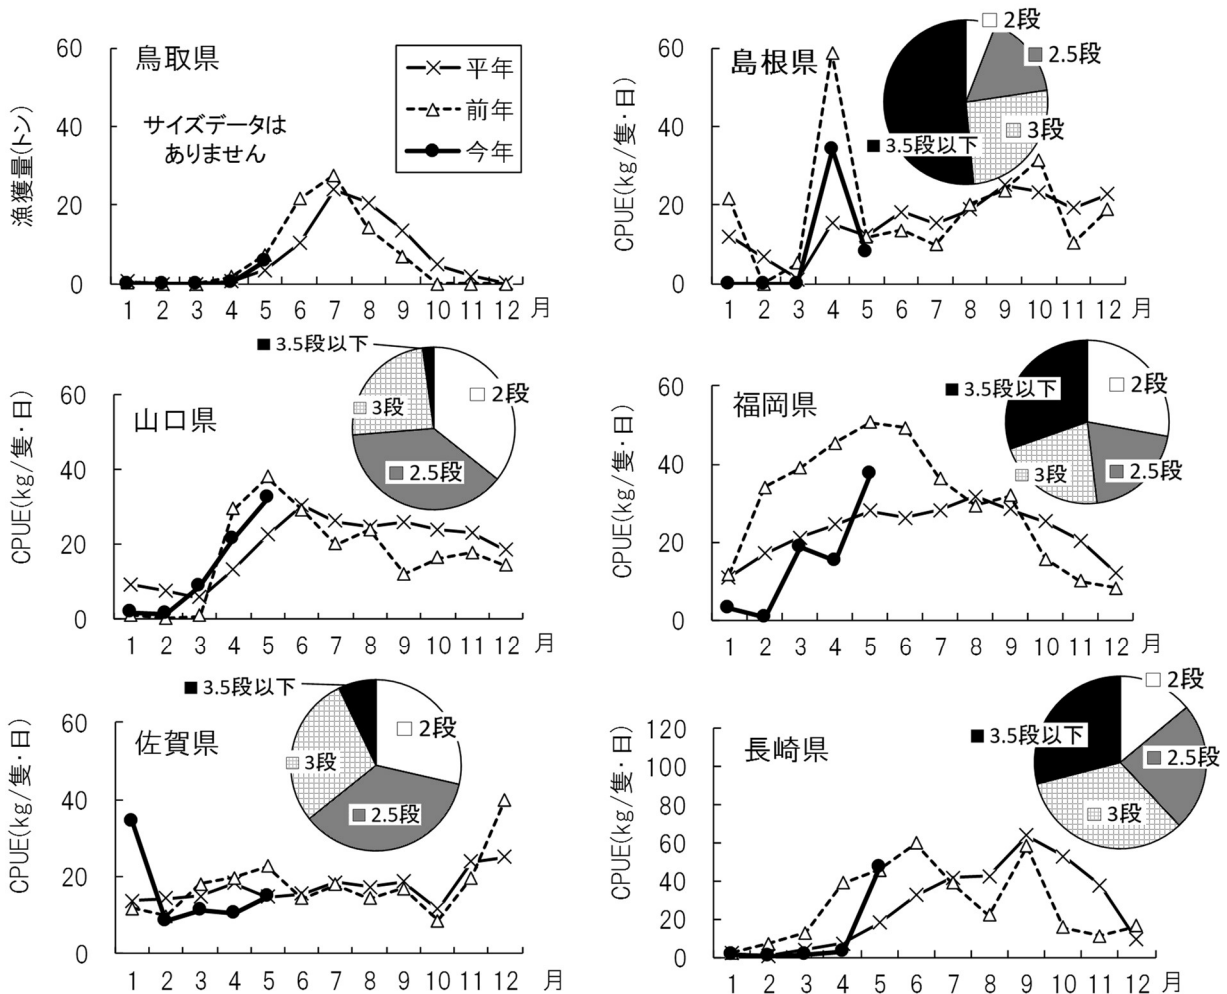 鳥取県
サイズデータは
ありません
平年
前年
今年
漁獲量(トン)
60
40
20
0
1 2 3 4 5 6 7 8 9 10 11 12 月
島根県
2段
2.5段
3段
3.5段以下
CPUE(kg/隻・日)
60
40
20
0
1 2 3 4 5 6 7 8 9 10 11 12 月
山口県
3.5段以下
2段
3段
2.5段
CPUE(kg/隻・日)
60
40
20
0
1 2 3 4 5 6 7 8 9 10 11 12 月
福岡県
3.5段以下
2段
3段
2.5段
CPUE(kg/隻・日)
60
40
20
0
1 2 3 4 5 6 7 8 9 10 11 12 月
佐賀県
3.5段以下
2段
3段
2.5段
CPUE(kg/隻・日)
60
40
20
0
1 2 3 4 5 6 7 8 9 10 11 12 月
長崎県
2段
3.5段以下
2.5段
3段
CPUE(kg/隻・日)
120
100
80
60
40
20
0
1 2 3 4 5 6 7 8 9 10 11 12 月